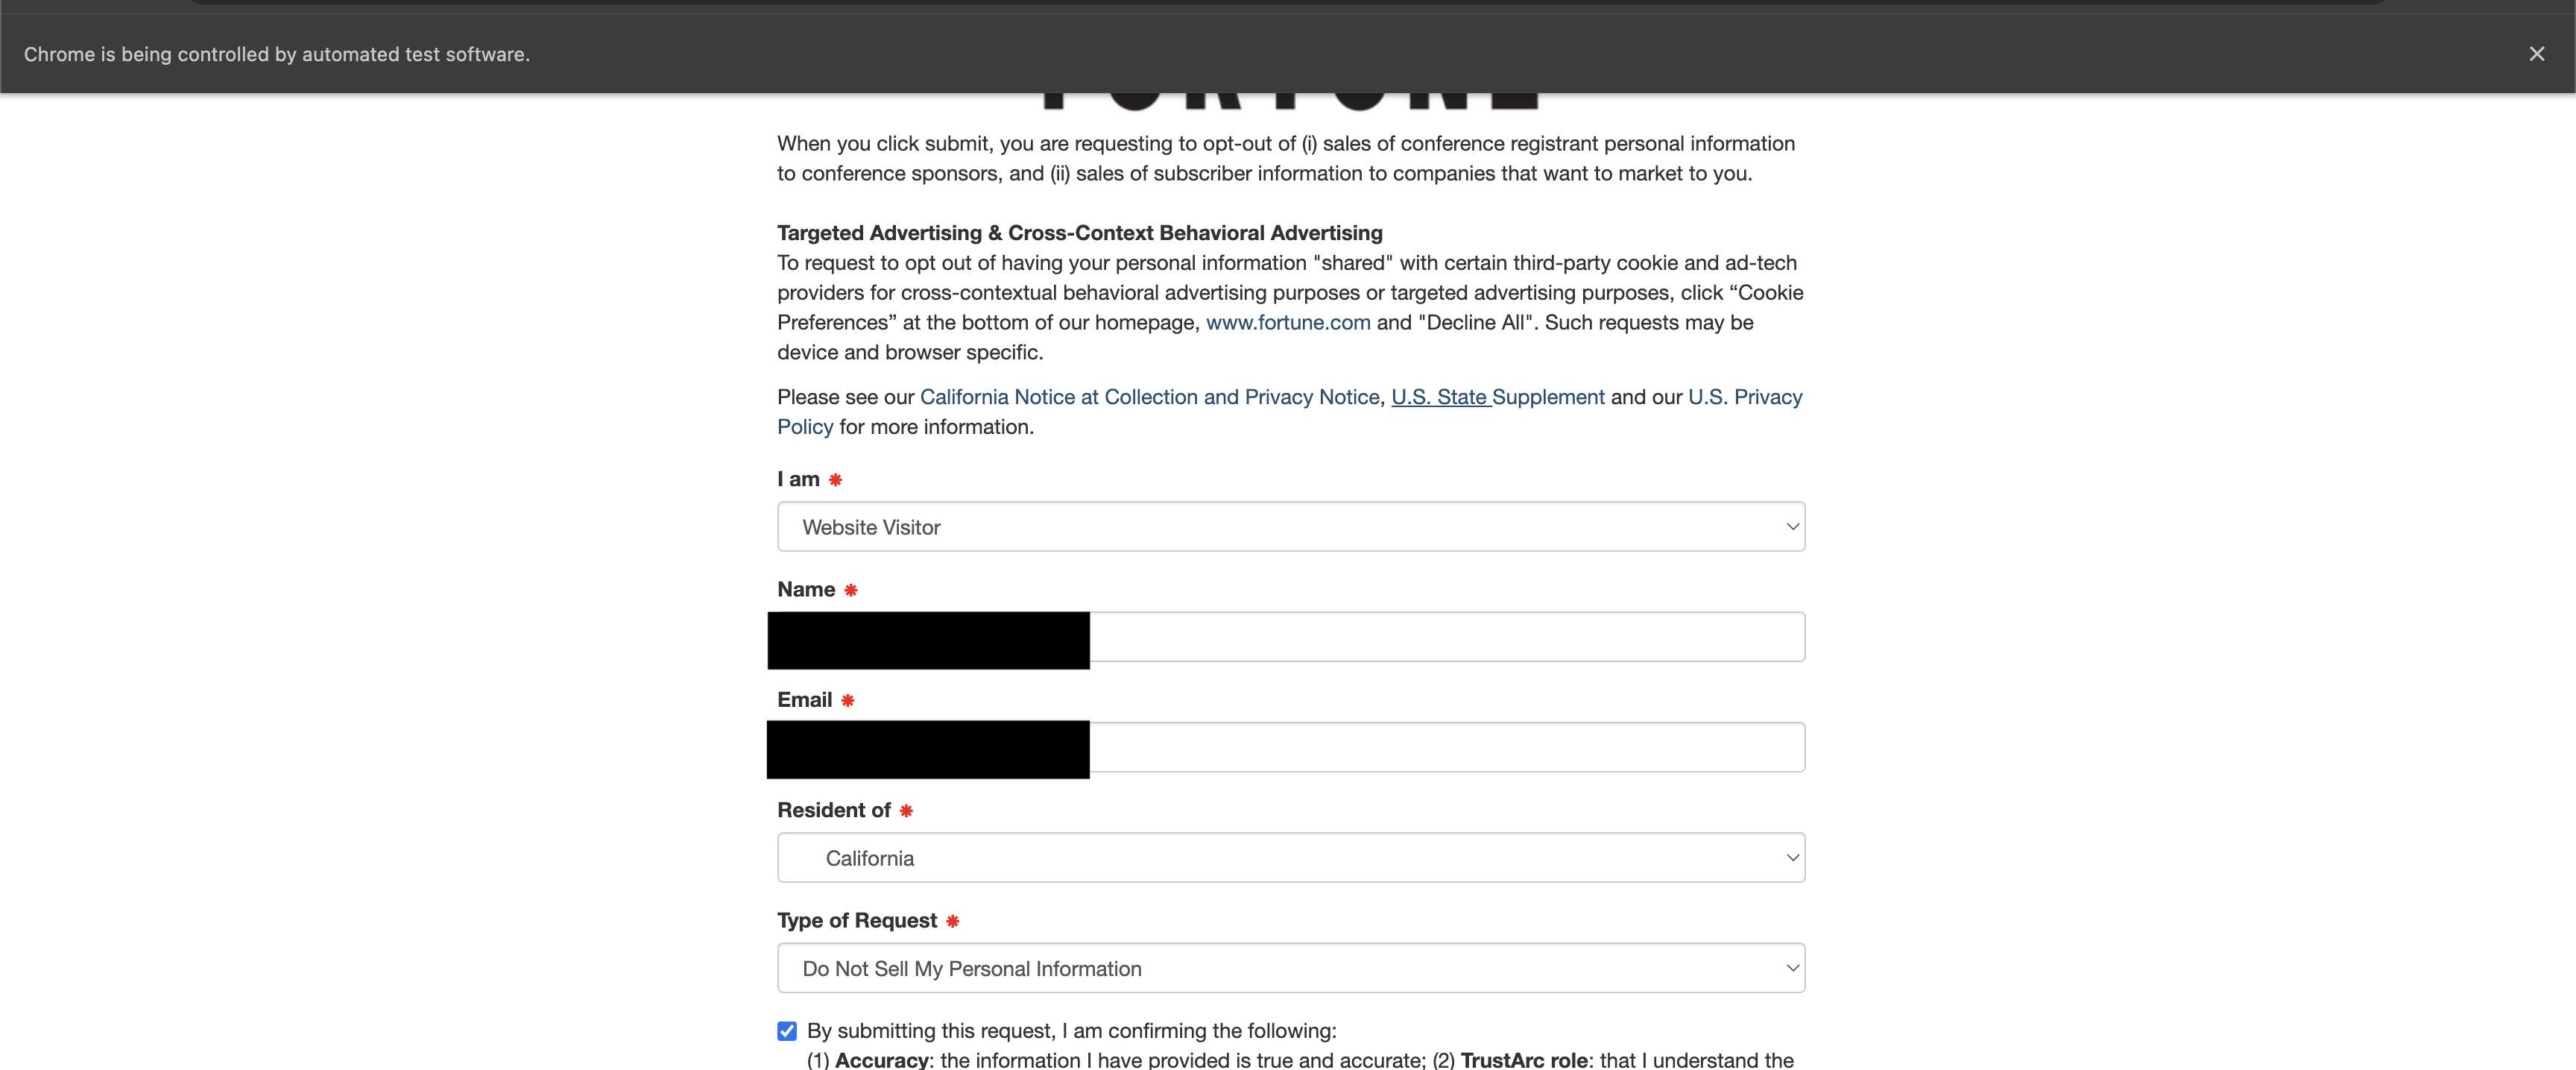 Chrome is being controlled by automated test software.
FORTUNE
When you click submit, you are requesting to opt-out of (i) sales of conference registrant personal information
to conference sponsors, and (ii) sales of subscriber information to companies that want to market to you.
Targeted Advertising & Cross-Context Behavioral Advertising
To request to opt out of having your personal information "shared" with certain third-party cookie and ad-tech
providers for cross-contextual behavioral advertising purposes or targeted advertising purposes, click “Cookie
Preferences” at the bottom of our homepage, www.fortune.com and "Decline All". Such requests may be
device and browser specific.
Please see our California Notice at Collection and Privacy Notice, U.S. State Supplement and our U.S. Privacy
Policy for more information.
I am *
Website Visitor
Name *
Email *
Resident of *
California
Type of Request *
Do Not Sell My Personal Information
By submitting this request, I am confirming the following:
(1) Accuracy: the information I have provided is true and accurate; (2) TrustArc role: that I understand the